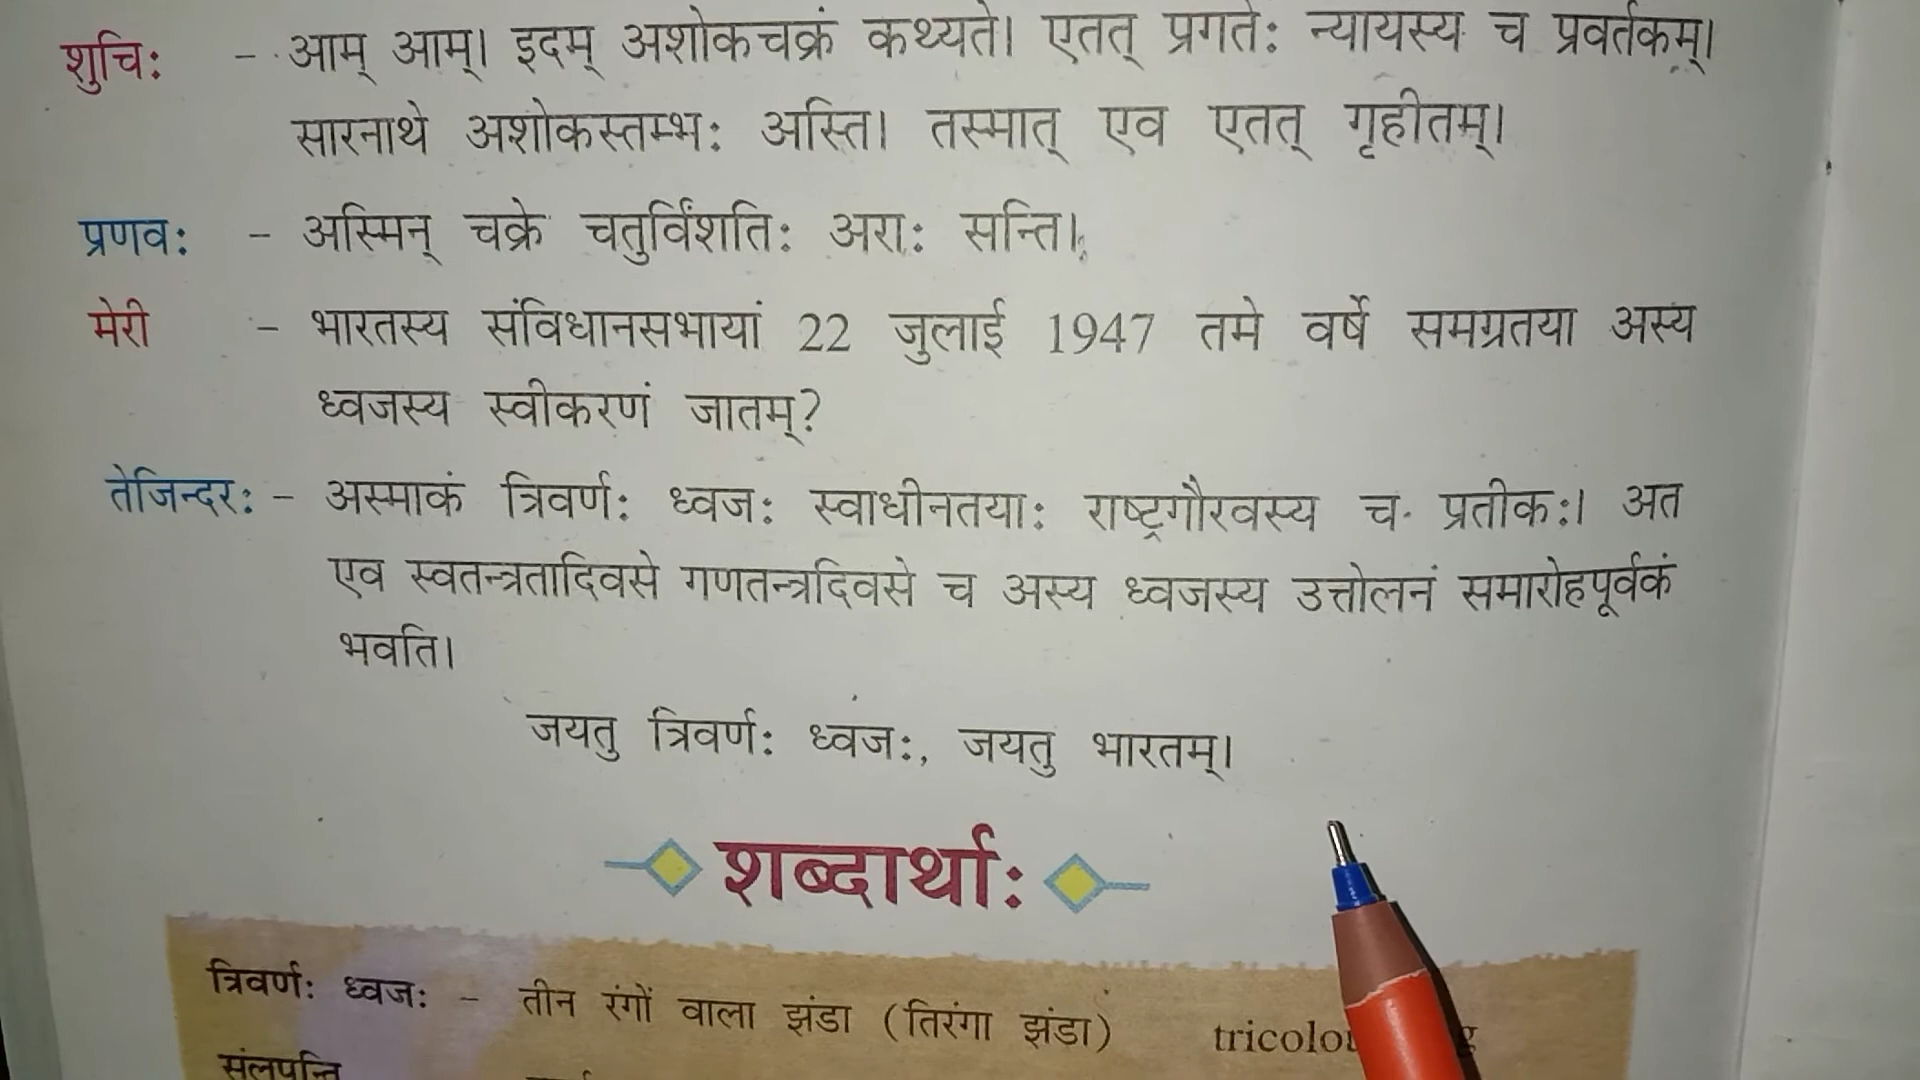 शुचिः - आम् आम्। इदम् अशोकचक्रं कथ्यते। एतत् प्रगतेः न्यायस्य च प्रवर्तकम्।
सारनाथे अशोकस्तम्भः अस्ति। तस्मात् एव एतत् गृहीतम्।
प्रणवः - अस्मिन् चक्रे चतुर्विंशतिः अराः सन्ति।
मेरी - भारतस्य संविधानसभायां 22 जुलाई 1947 तमे वर्षे समग्रतया अस्य
ध्वजस्य स्वीकरणं जातम्?
तेजिन्दरः - अस्माकं त्रिवर्णः ध्वजः स्वाधीनतयाः राष्ट्रगौरवस्य च प्रतीकः। अत
एव स्वतन्त्रतादिवसे गणतन्त्रदिवसे च अस्य ध्वजस्य उत्तोलनं समारोहपूर्वकं
भवति।
जयतु त्रिवर्णः ध्वजः, जयतु भारतम्।
शब्दार्थाः
त्रिवर्णः ध्वजः - तीन रंगों वाला झंडा (तिरंगा झंडा)
संलपन्ति